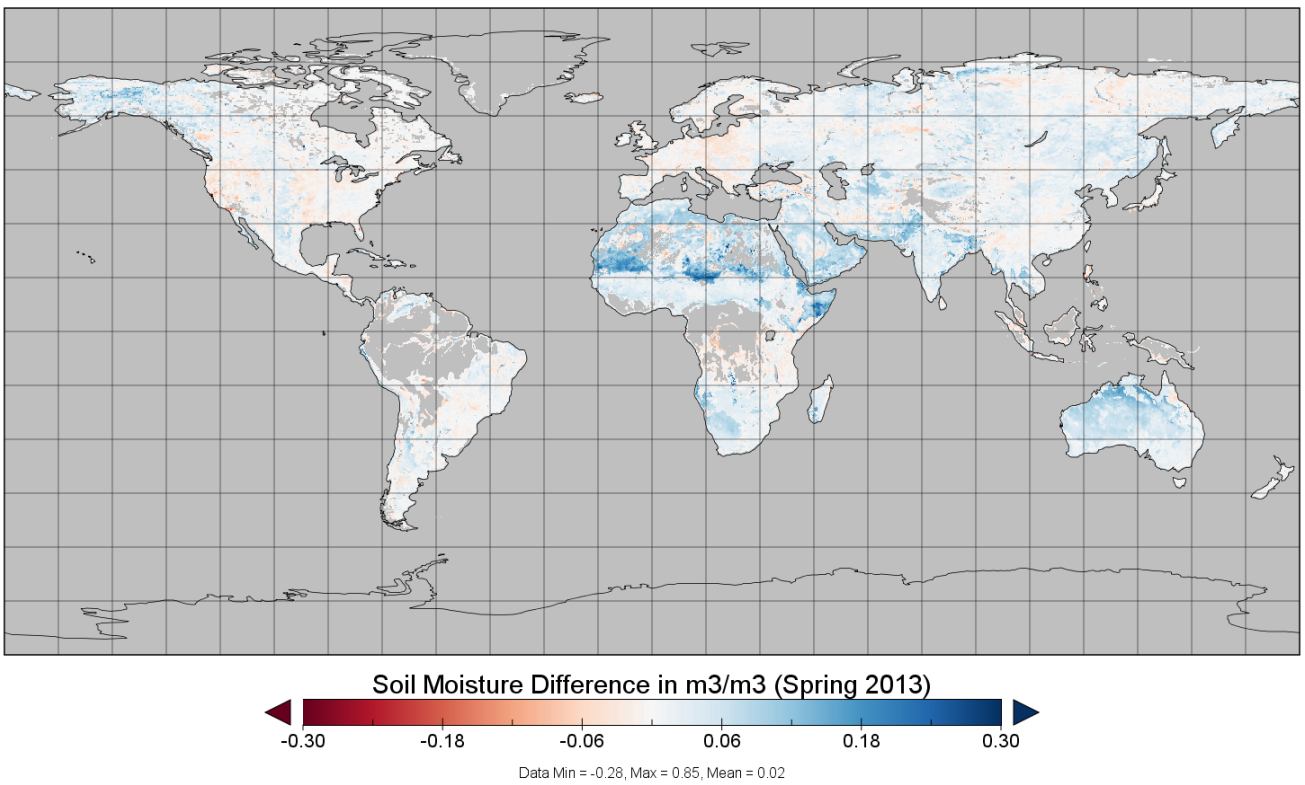 Soil Moisture Difference in m3/m3 (Spring 2013)
-0.30 -0.18 -0.06 0.06 0.18 0.30
Data Min = -0.28, Max = 0.85, Mean = 0.02